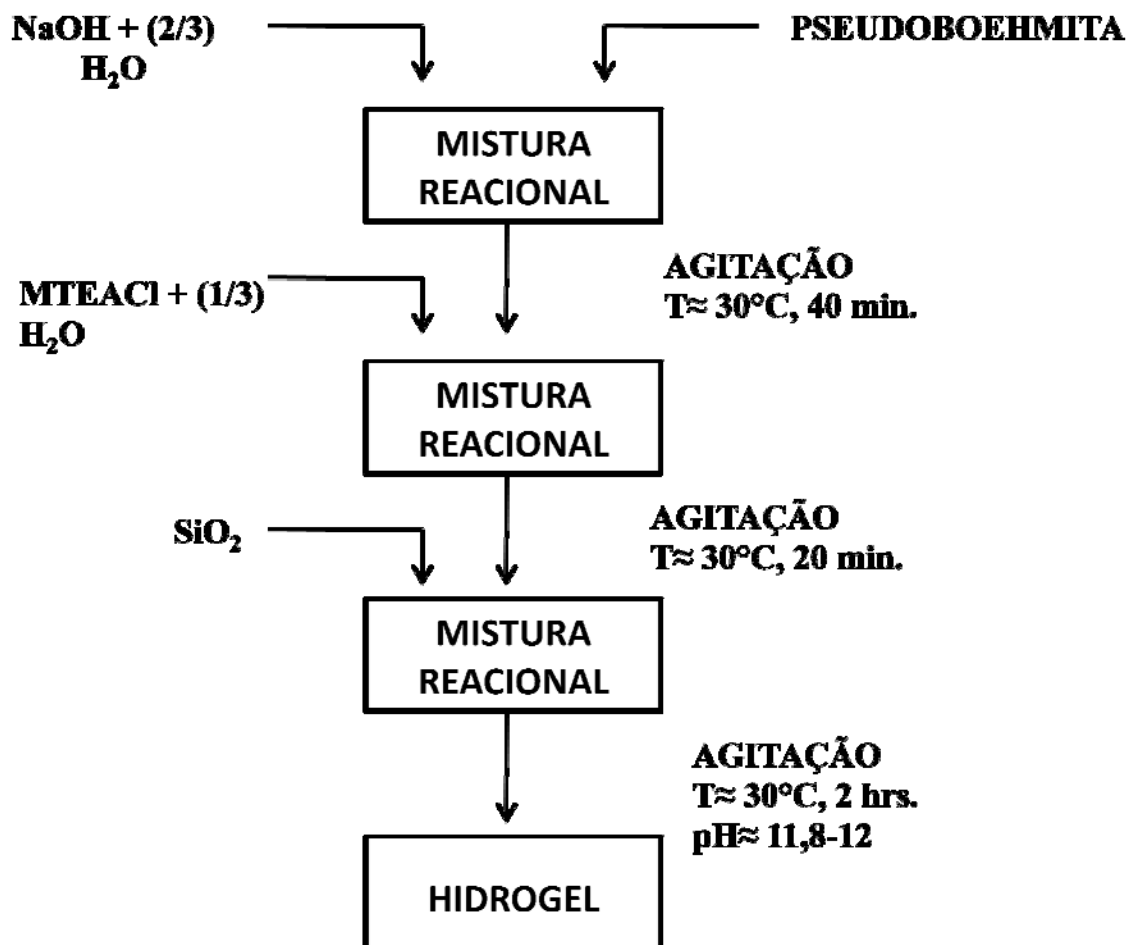 NaOH + (2/3)
H₂O
PSEUDOBOEHMITA
MISTURA
REACIONAL
AGITAÇÃO
T≈ 30°C, 40 min.
MTEACl + (1/3)
H₂O
MISTURA
REACIONAL
AGITAÇÃO
T≈ 30°C, 20 min.
SiO₂
MISTURA
REACIONAL
AGITAÇÃO
T≈ 30°C, 2 hrs.
pH≈ 11,8-12
HIDROGEL